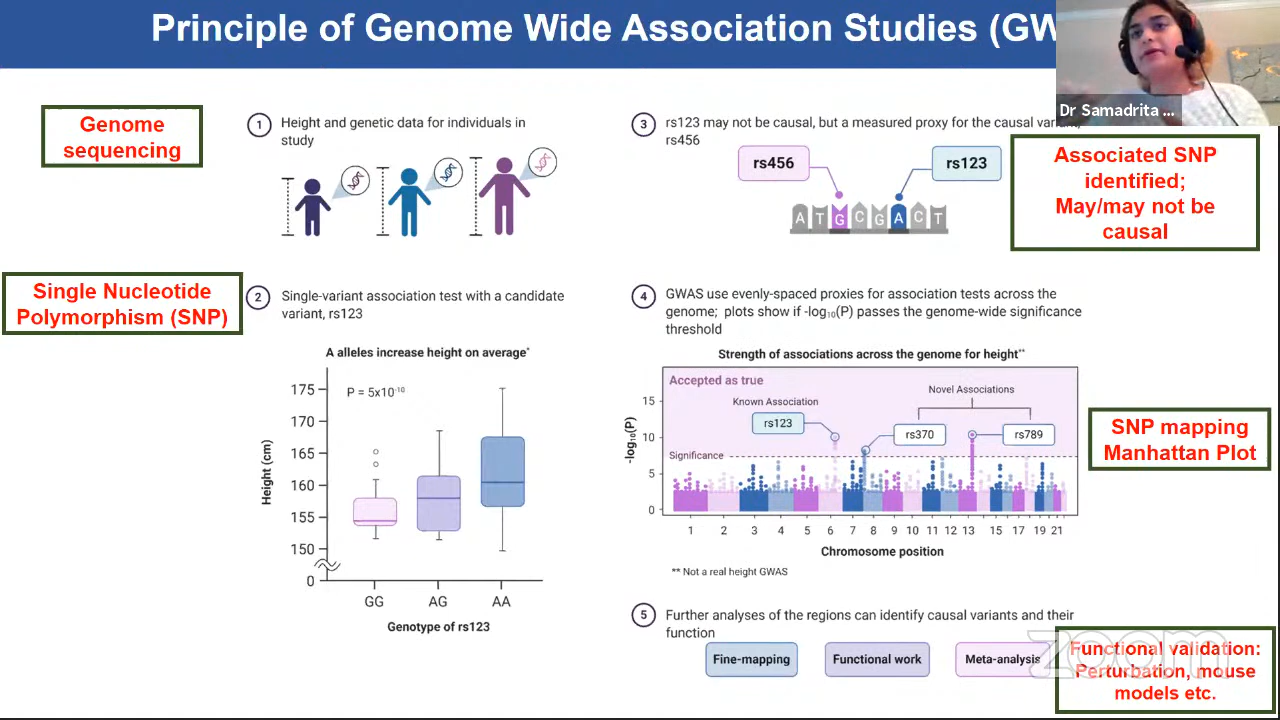 Principle of Genome Wide Association Studies (GW
Dr Samadrita ...
Genome
sequencing
1
Height and genetic data for individuals in
study
Single Nucleotide
Polymorphism (SNP)
2
Single-variant association test with a candidate
variant, rs123
A alleles increase height on average*
P = 5x10⁻¹⁰
Height (cm)
175
170
165
160
155
150
0
GG AG AA
Genotype of rs123
3
rs123 may not be causal, but a measured proxy for the causal variant,
rs456
rs456
rs123
A T G C G A C T
Associated SNP
identified;
May/may not be
causal
4
GWAS use evenly-spaced proxies for association tests across the
genome; plots show if -log₁₀(P) passes the genome-wide significance
threshold
Strength of associations across the genome for height**
Accepted as true
Known Association
rs123
Novel Associations
rs370
rs789
Significance
-log₁₀(P)
15
10
5
0
1 2 3 4 5 6 7 8 9 10 11 12 13 15 17 19 21
Chromosome position
** Not a real height GWAS
SNP mapping
Manhattan Plot
5
Further analyses of the regions can identify causal variants and their
function
Fine-mapping
Functional work
Meta-analysis
Functional validation:
Perturbation, mouse
models etc.
zoom